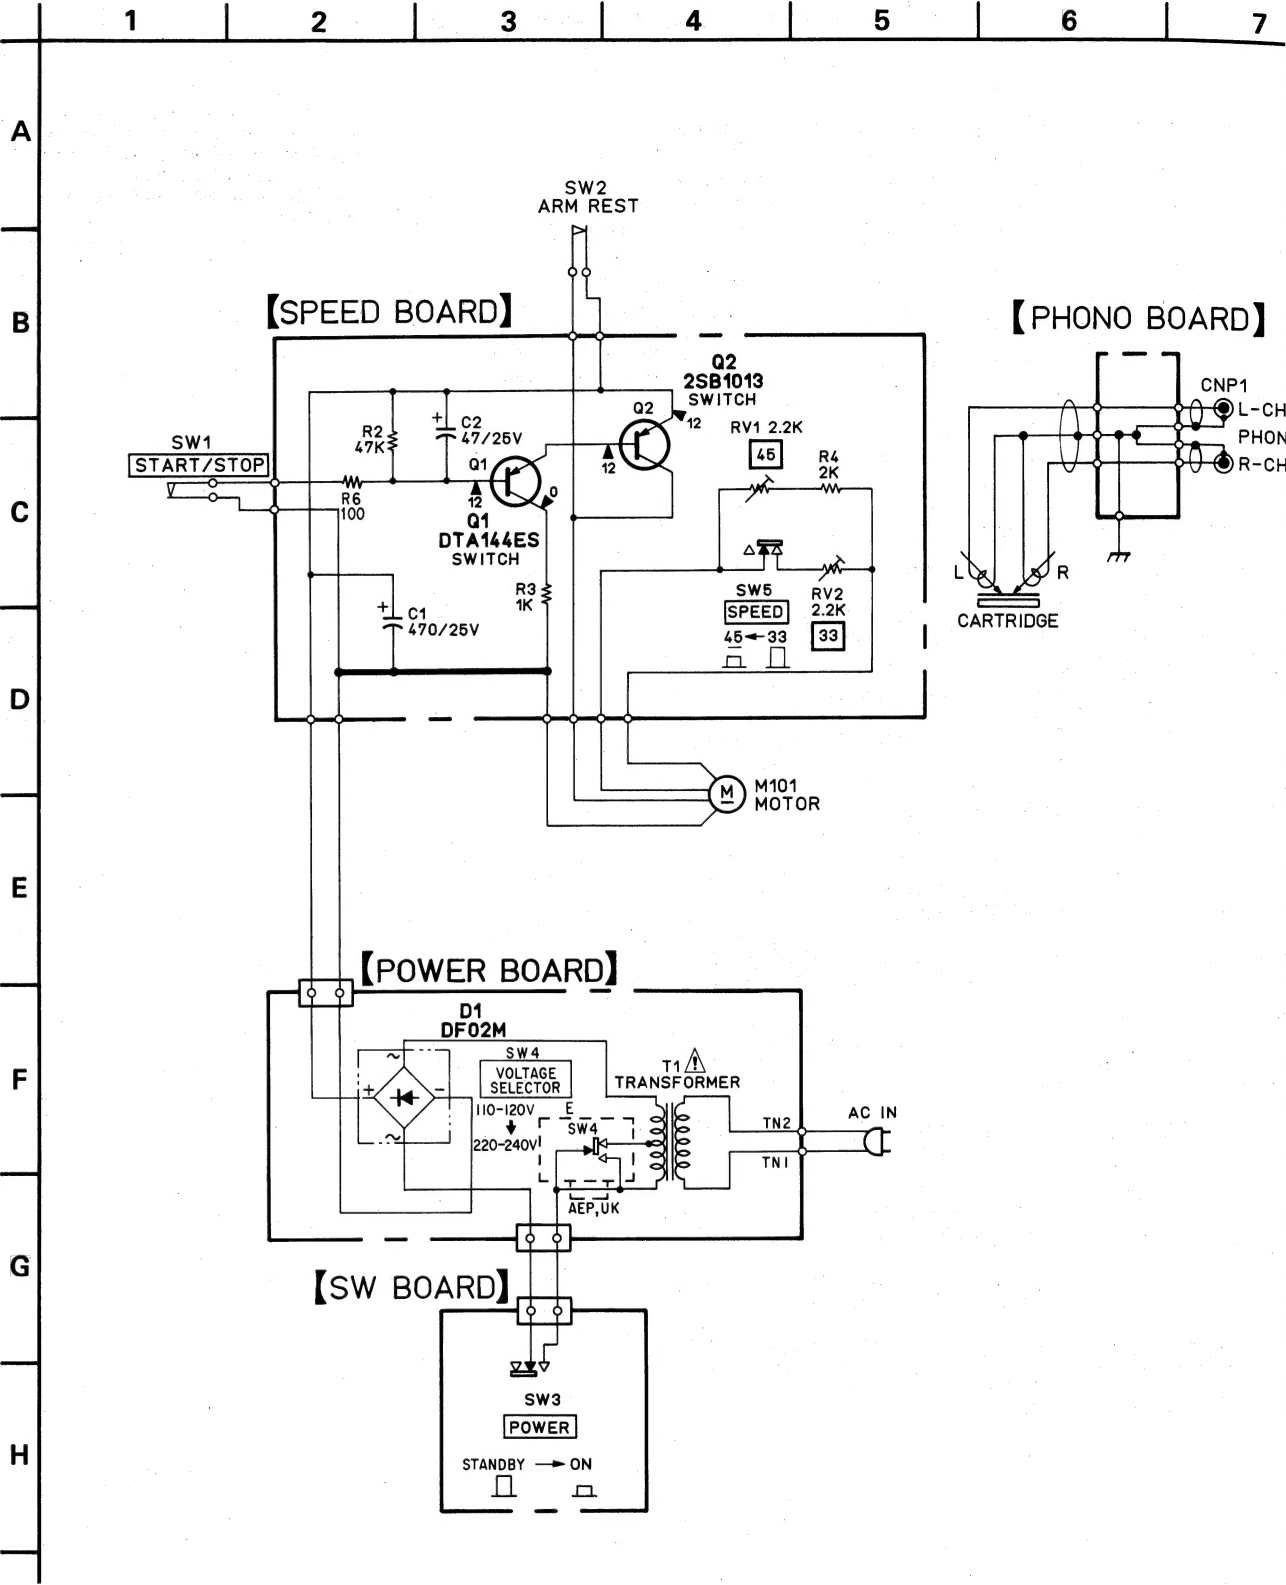 1 2 3 4 5 6 7
A
SW2
ARM REST
B
【SPEED BOARD】
【PHONO BOARD】
Q2
2SB1013
SWITCH
CNP1
Q2
12
L-CH
R2
47K
+
C2
47/25V
RV1 2.2K
45
R4
2K
PHON
SW1
START/STOP
Q1
12
R-CH
C
R6
100
12
0
Q1
DTA144ES
SWITCH
L
R
R3
1K
SW5
SPEED
RV2
2.2K
+
C1
470/25V
45 ← 33
33
CARTRIDGE
D
M
M101
MOTOR
E
【POWER BOARD】
D1
DF02M
SW4
VOLTAGE
SELECTOR
~
T1
TRANSFORMER
F
+
−
110-120V
220-240V
E
SW4
TN2
AC IN
~
TN1
AEP,UK
G
【SW BOARD】
SW3
POWER
H
STANDBY → ON